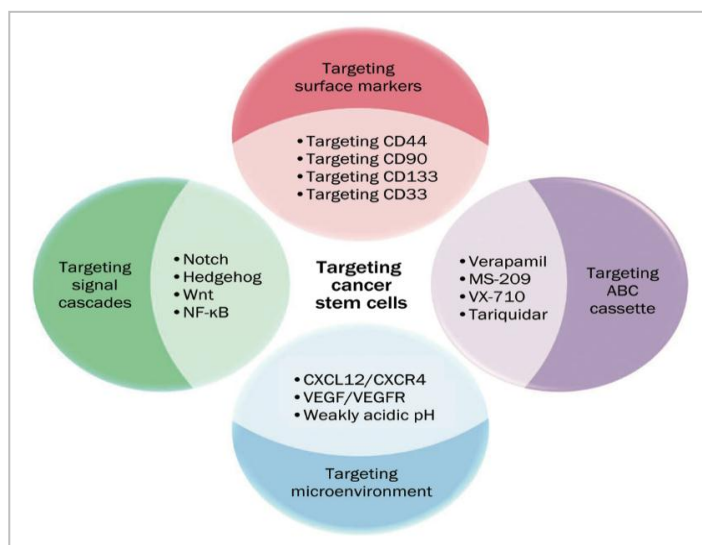 Targeting
surface markers
• Targeting CD44
• Targeting CD90
• Targeting CD133
• Targeting CD33
Targeting
signal
cascades
• Notch
• Hedgehog
• Wnt
• NF-κB
Targeting
cancer
stem cells
• Verapamil
• MS-209
• VX-710
• Tariquidar
Targeting
ABC
cassette
• CXCL12/CXCR4
• VEGF/VEGFR
• Weakly acidic pH
Targeting
microenvironment